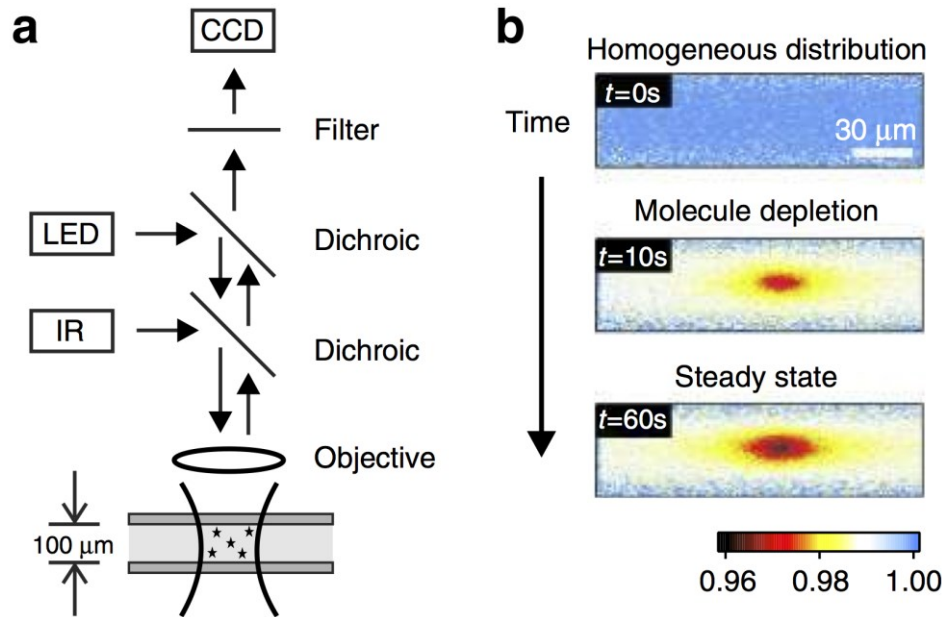 a
CCD
Filter
LED
Dichroic
IR
Dichroic
Objective
100 μm
b
Homogeneous distribution
Time
t=0s
30 μm
Molecule depletion
t=10s
Steady state
t=60s
0.96 0.98 1.00